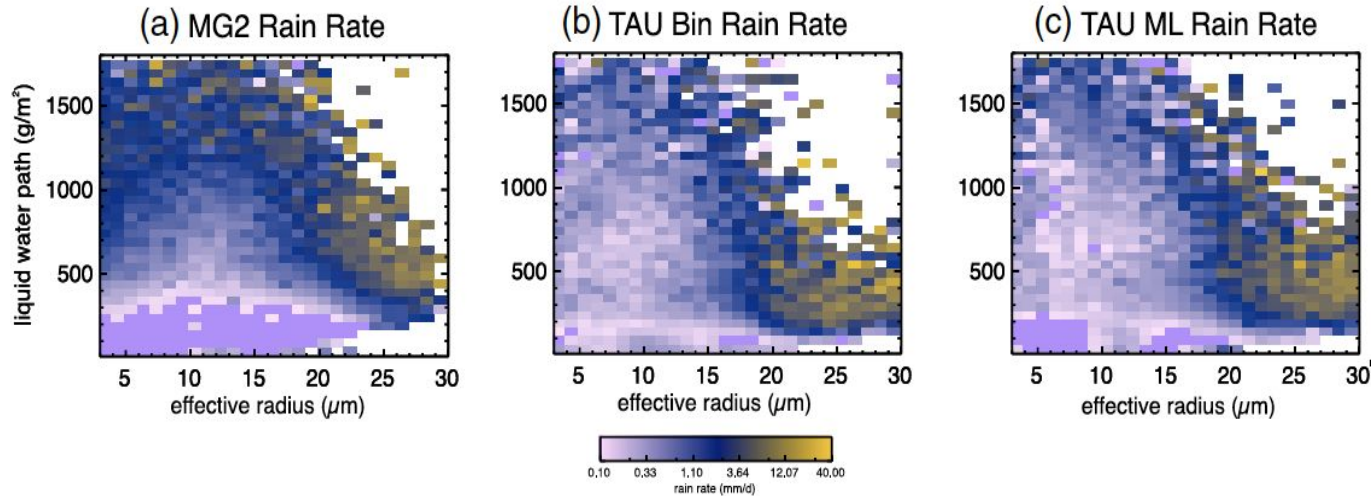 (a) MG2 Rain Rate
(b) TAU Bin Rain Rate
(c) TAU ML Rain Rate
liquid water path (g/m²)
1500
1000
500
5 10 15 20 25 30
effective radius (µm)
1500
1000
500
5 10 15 20 25 30
effective radius (µm)
1500
1000
500
5 10 15 20 25 30
effective radius (µm)
0.10 0.33 1.10 3.64 12.07 40.00
rain rate (mm/d)